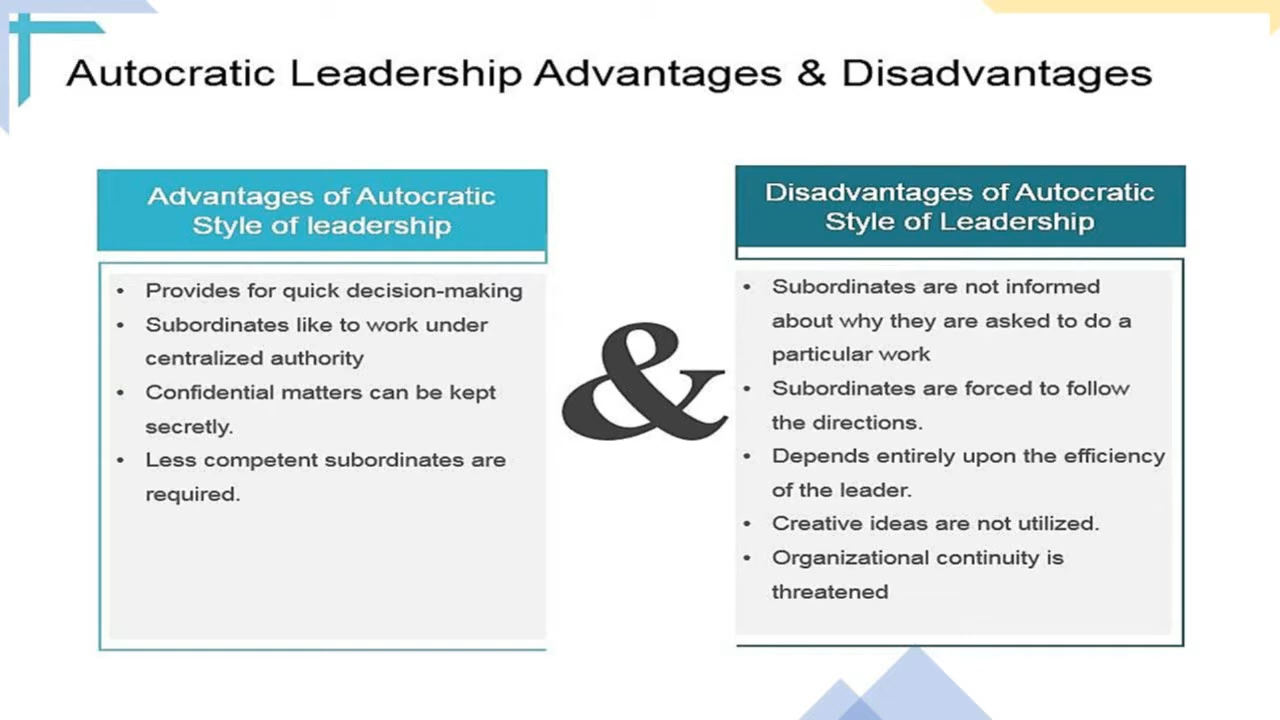 Autocratic Leadership Advantages & Disadvantages
Advantages of Autocratic
Style of leadership
• Provides for quick decision-making
• Subordinates like to work under
centralized authority
• Confidential matters can be kept
secretly.
• Less competent subordinates are
required.
&
Disadvantages of Autocratic
Style of Leadership
• Subordinates are not informed
about why they are asked to do a
particular work
• Subordinates are forced to follow
the directions.
• Depends entirely upon the efficiency
of the leader.
• Creative ideas are not utilized.
• Organizational continuity is
threatened